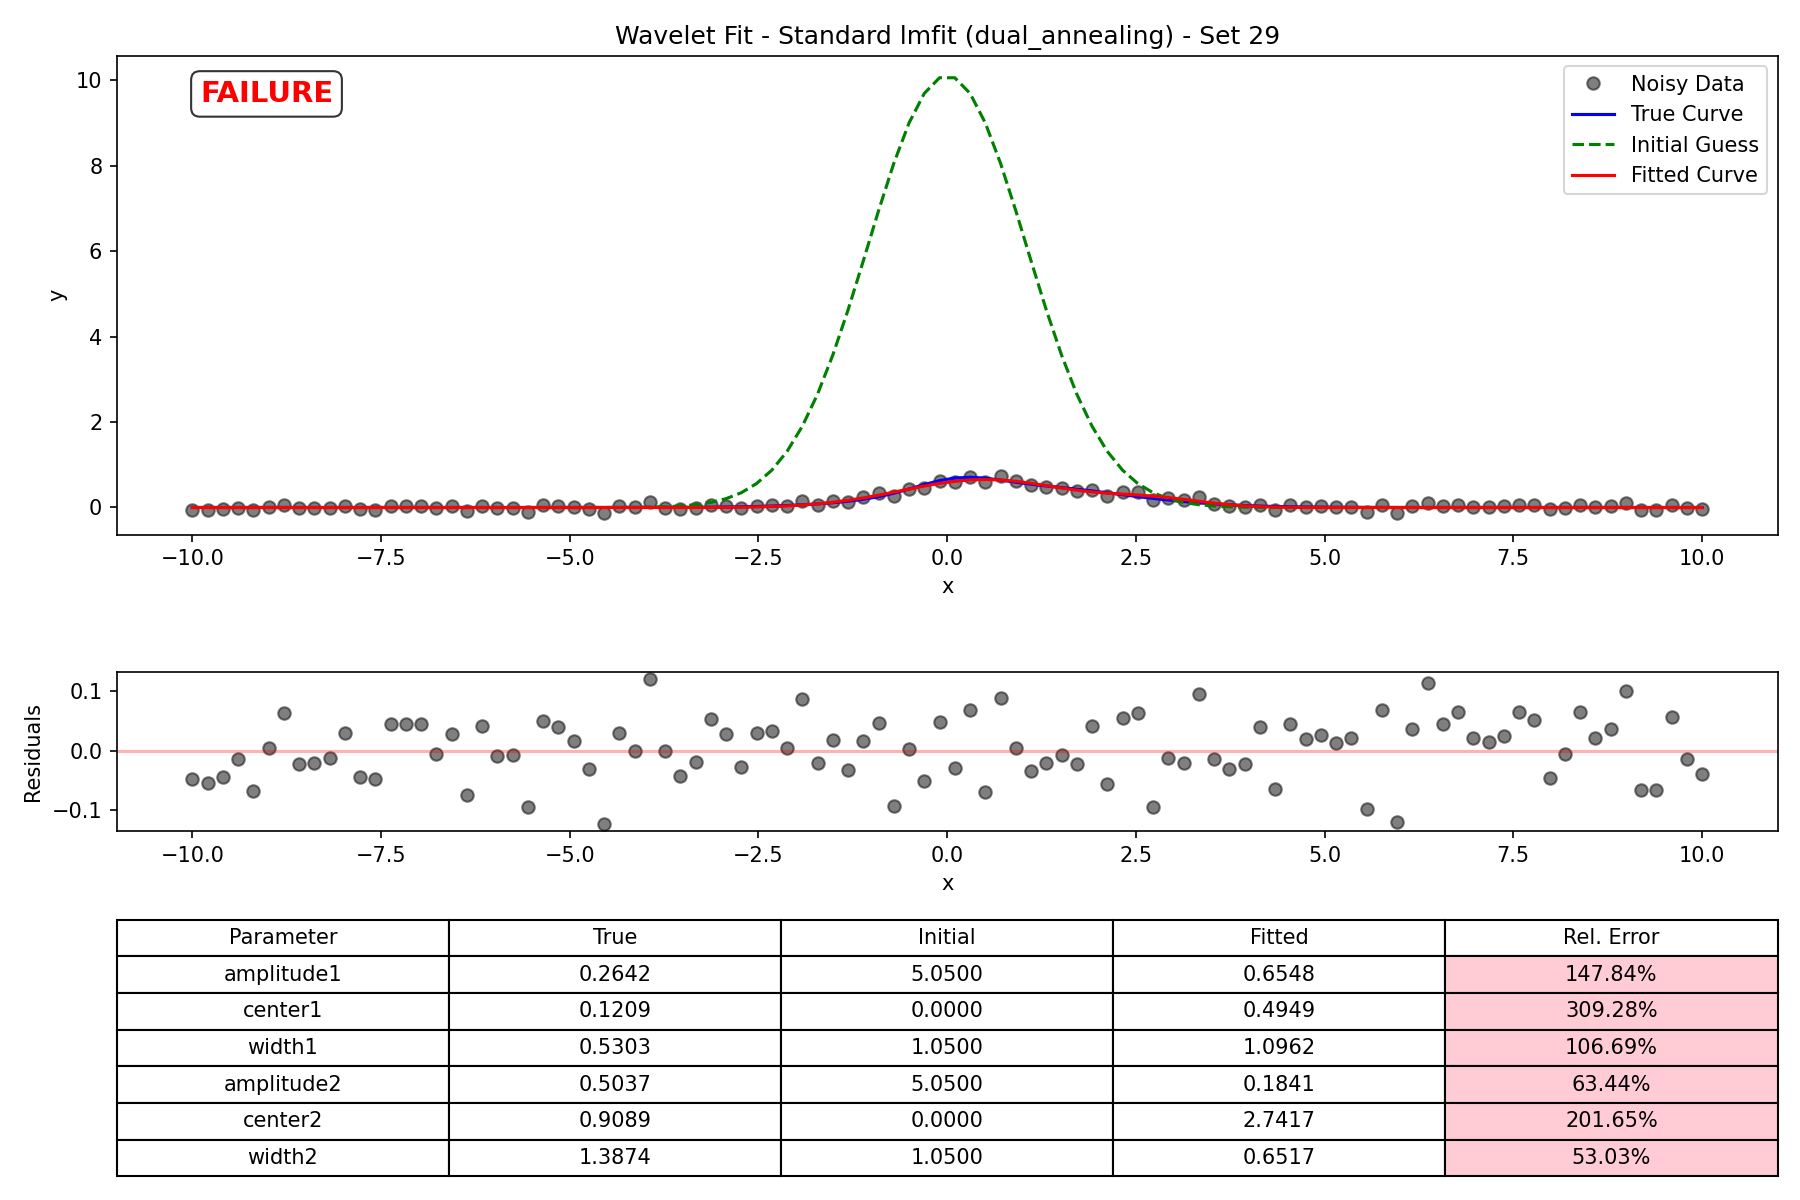 Wavelet Fit - Standard lmfit (dual_annealing) - Set 29
FAILURE
Noisy Data
True Curve
Initial Guess
Fitted Curve
10
8
6
4
2
0
y
−10.0 −7.5 −5.0 −2.5 0.0 2.5 5.0 7.5 10.0
x
0.1
0.0
−0.1
Residuals
−10.0 −7.5 −5.0 −2.5 0.0 2.5 5.0 7.5 10.0
x
Parameter True Initial Fitted Rel. Error
amplitude1 0.2642 5.0500 0.6548 147.84%
center1 0.1209 0.0000 0.4949 309.28%
width1 0.5303 1.0500 1.0962 106.69%
amplitude2 0.5037 5.0500 0.1841 63.44%
center2 0.9089 0.0000 2.7417 201.65%
width2 1.3874 1.0500 0.6517 53.03%